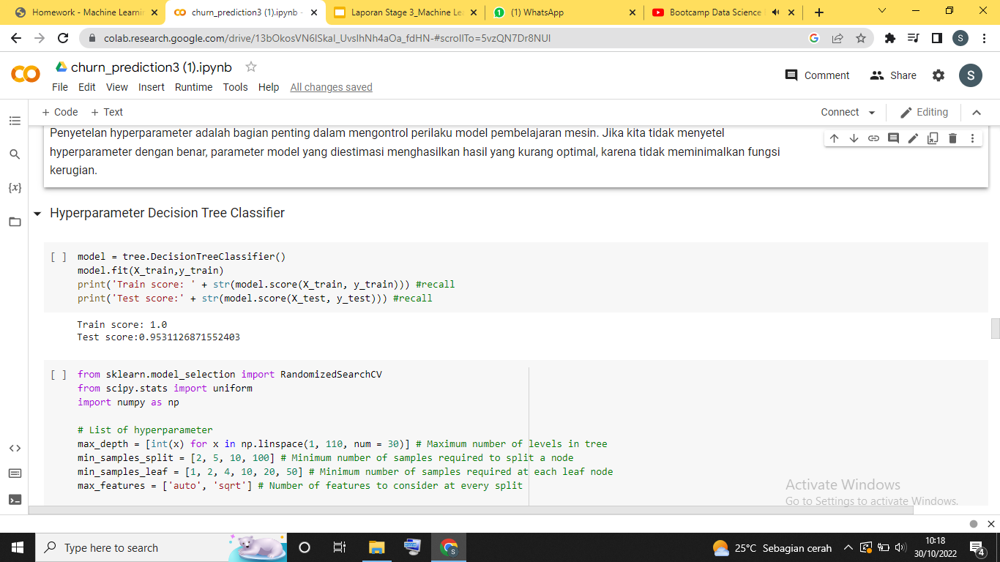 Homework - Machine Learnin
churn_prediction3 (1).ipynb -
Laporan Stage 3_Machine Le
(1) WhatsApp
Bootcamp Data Science
colab.research.google.com/drive/13bOkosVN6ISkaI_UvsIhNh4aOa_fdHN-#scrollTo=5vzQN7Dr8NUI
S
churn_prediction3 (1).ipynb
Comment
Share
S
File Edit View Insert Runtime Tools Help All changes saved
+ Code + Text
Connect
Editing
Penyetelan hyperparameter adalah bagian penting dalam mengontrol perilaku model pembelajaran mesin. Jika kita tidak menyetel
hyperparameter dengan benar, parameter model yang diestimasi menghasilkan hasil yang kurang optimal, karena tidak meminimalkan fungsi
kerugian.
{x}
Hyperparameter Decision Tree Classifier
[ ] model = tree.DecisionTreeClassifier()
model.fit(X_train,y_train)
print('Train score: ' + str(model.score(X_train, y_train))) #recall
print('Test score:' + str(model.score(X_test, y_test))) #recall
Train score: 1.0
Test score:0.9531126871552403
[ ] from sklearn.model_selection import RandomizedSearchCV
from scipy.stats import uniform
import numpy as np
# List of hyperparameter
max_depth = [int(x) for x in np.linspace(1, 110, num = 30)] # Maximum number of levels in tree
min_samples_split = [2, 5, 10, 100] # Minimum number of samples required to split a node
min_samples_leaf = [1, 2, 4, 10, 20, 50] # Minimum number of samples required at each leaf node
max_features = ['auto', 'sqrt'] # Number of features to consider at every split
Activate Windows
Go to Settings to activate Windows.
Type here to search
S
25°C Sebagian cerah
10:18
30/10/2022
4